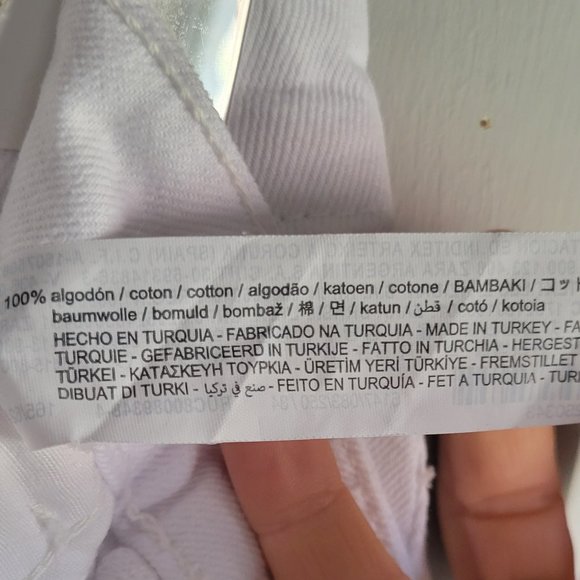 100% algodón / coton / cotton / algodão / katoen / cotone / BAMBAKI / コット
baumwolle / bomuld / bombaž / 棉 / 면 / katun / قطن / cotó / kotoia
HECHO EN TURQUIA - FABRICADO NA TURQUIA - MADE IN TURKEY - FA
TURQUIE - GEFABRICEERD IN TURKIJE - FATTO IN TURCHIA - HERGEST
TÜRKEI - ΚΑΤΑΣΚΕΥΗ ΤΟΥΡΚΙΑ - ÜRETİM YERİ TÜRKİYE - FREMSTILLET
DIBUAT DI TURKI - صنع في تركيا - FEITO EN TURQUÍA - FET A TURQUIA - TUR